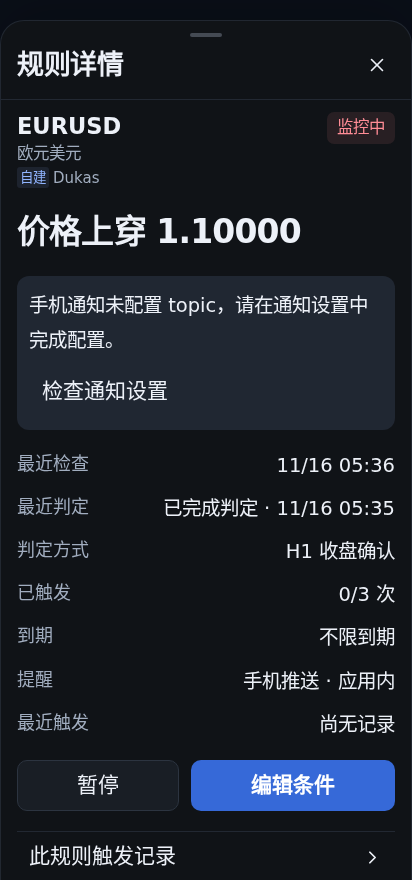 规则详情
EURUSD
监控中
欧元美元
自建 Dukas
价格上穿 1.10000
手机通知未配置 topic，请在通知设置中
完成配置。
检查通知设置
最近检查 11/16 05:36
最近判定 已完成判定 · 11/16 05:35
判定方式 H1 收盘确认
已触发 0/3 次
到期 不限到期
提醒 手机推送 · 应用内
最近触发 尚无记录
暂停 编辑条件
此规则触发记录